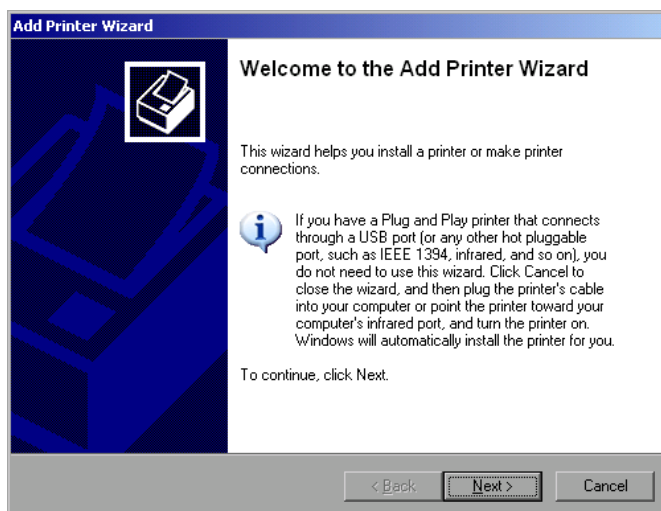 Add Printer Wizard
Welcome to the Add Printer Wizard
This wizard helps you install a printer or make printer
connections.
If you have a Plug and Play printer that connects
through a USB port (or any other hot pluggable
port, such as IEEE 1394, infrared, and so on), you
do not need to use this wizard. Click Cancel to
close the wizard, and then plug the printer's cable
into your computer or point the printer toward your
computer's infrared port, and turn the printer on.
Windows will automatically install the printer for you.
To continue, click Next.
< Back Next > Cancel